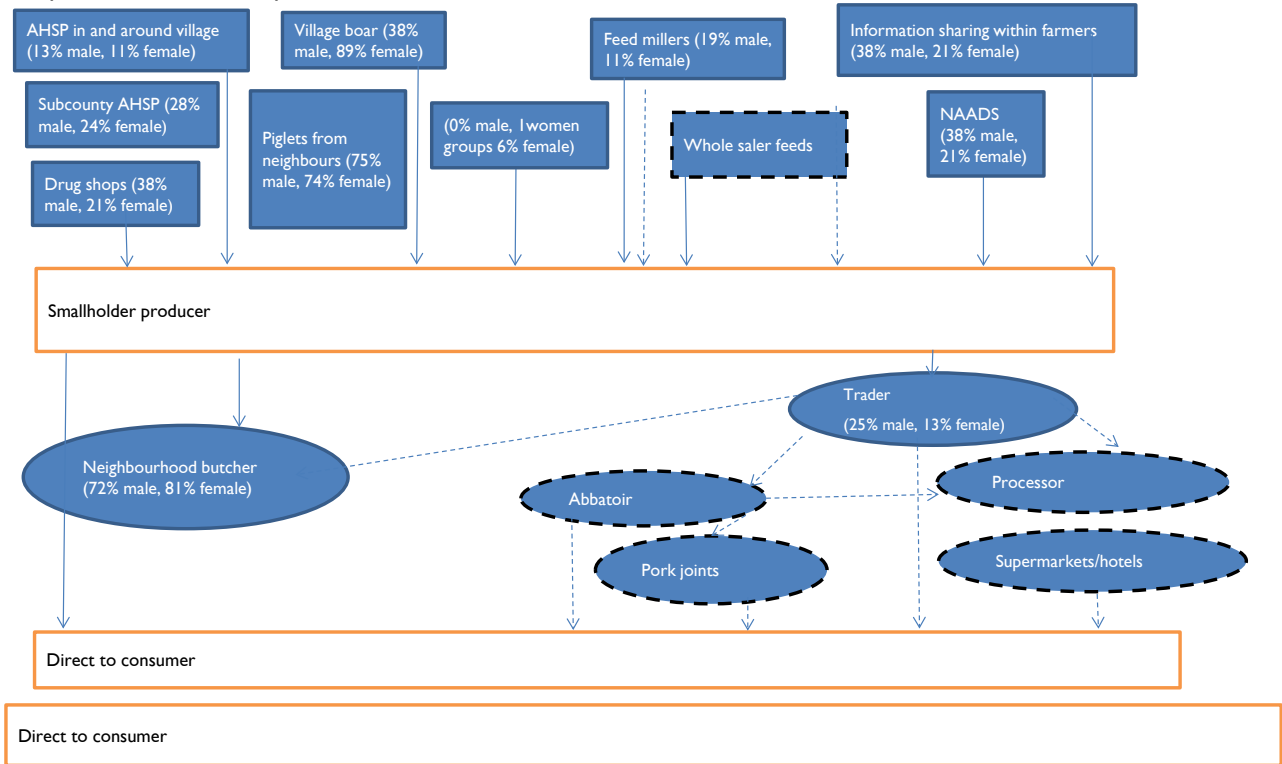 AHSP in and around village
(13% male, 11% female)
Village boar (38%
male, 89% female)
Feed millers (19% male,
11% female)
Information sharing within farmers
(38% male, 21% female)
Subcounty AHSP (28%
male, 24% female)
Piglets from
neighbours (75%
male, 74% female)
(0% male, 1women
groups 6% female)
Whole saler feeds
NAADS
(38% male,
21% female)
Drug shops (38%
male, 21% female)
Smallholder producer
Trader
(25% male, 13% female)
Neighbourhood butcher
(72% male, 81% female)
Abbatoir
Processor
Pork joints
Supermarkets/hotels
Direct to consumer
Direct to consumer